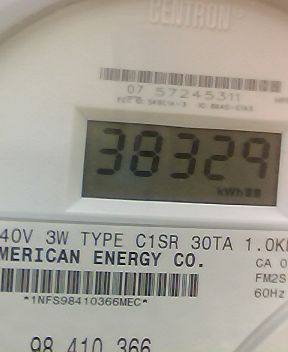 CENTRON®
07 57245311
38329
kWh
40V 3W TYPE C1SR 30TA 1.0K
MERICAN ENERGY CO.
CA 0
FM2S
60Hz
*1NFS98410366MEC*
98 410 366